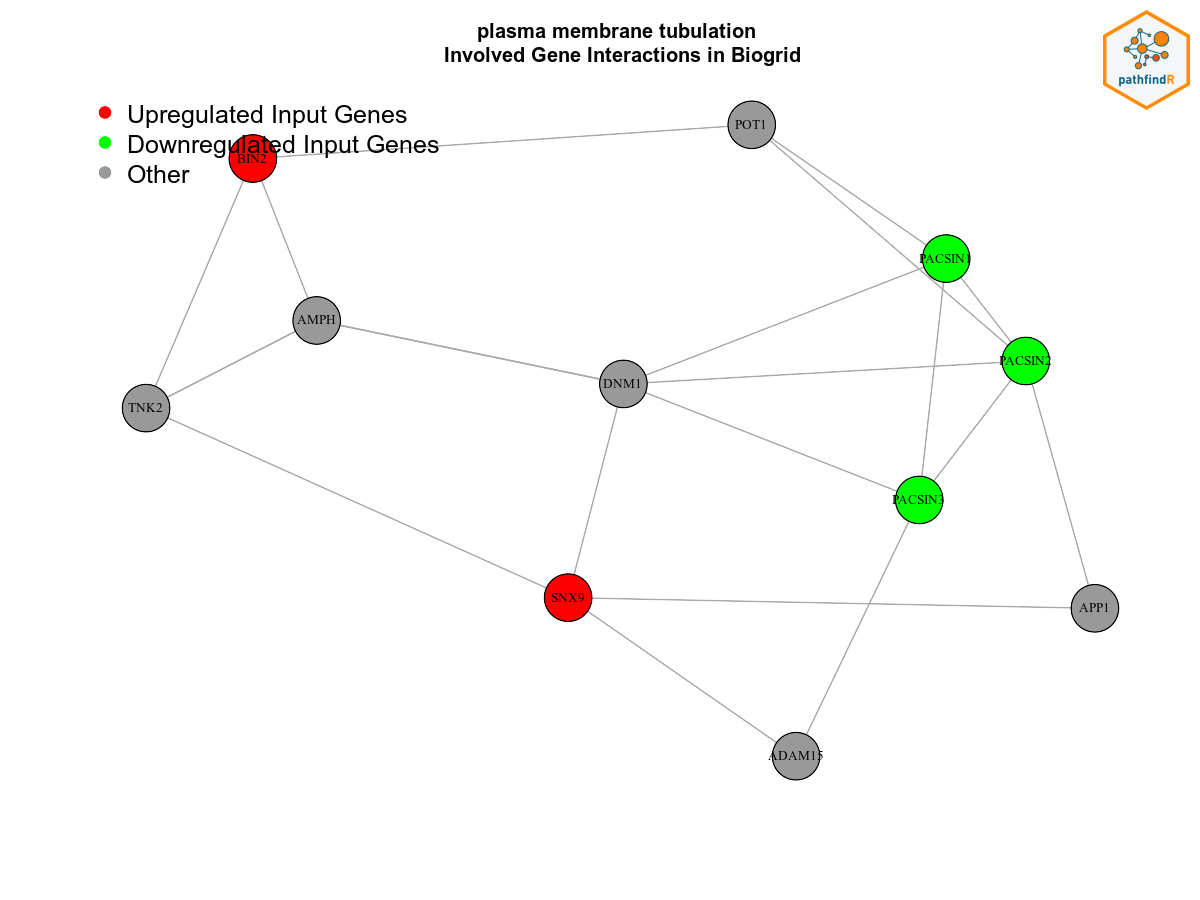 plasma membrane tubulation
Involved Gene Interactions in Biogrid
pathfindR
Upregulated Input Genes
Downregulated Input Genes
Other
BIN2
POT1
PACSIN1
AMPH
PACSIN2
DNM1
TNK2
PACSIN3
SNX9
APP1
ADAM15